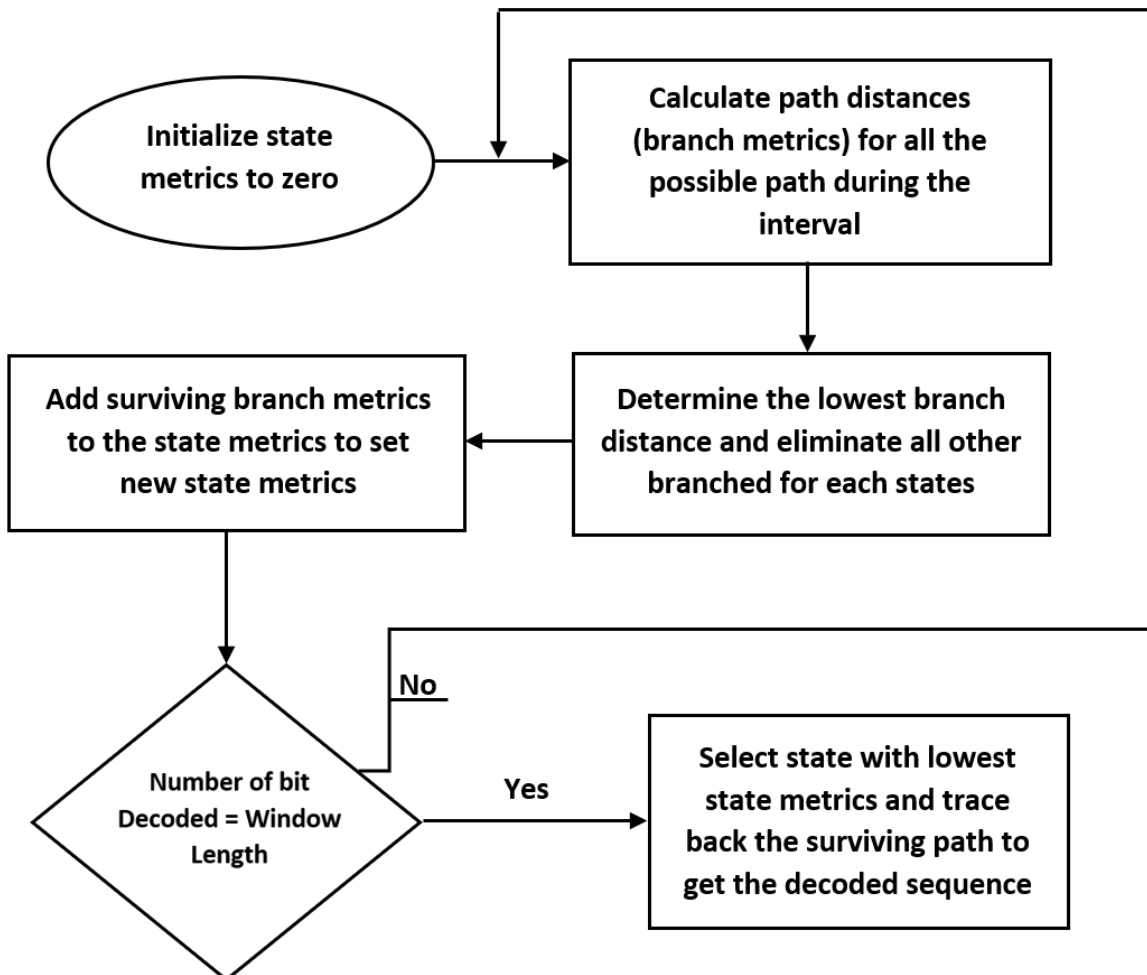 Initialize state
metrics to zero
Calculate path distances
(branch metrics) for all the
possible path during the
interval
Determine the lowest branch
distance and eliminate all other
branched for each states
Add surviving branch metrics
to the state metrics to set
new state metrics
Number of bit
Decoded = Window
Length
No
Yes
Select state with lowest
state metrics and trace
back the surviving path to
get the decoded sequence